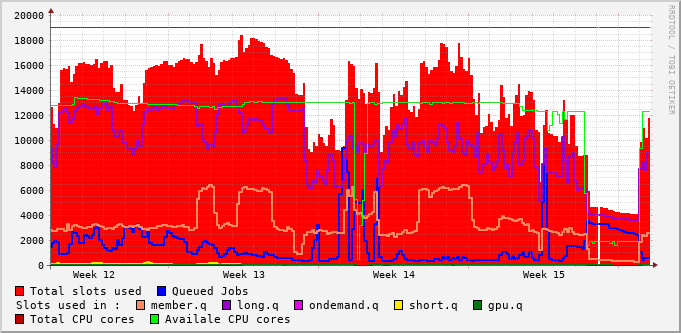 20000
18000
16000
14000
12000
10000
8000
6000
4000
2000
0
Week 12 Week 13 Week 14 Week 15
Total slots used Queued Jobs
Slots used in : member.q long.q ondemand.q short.q gpu.q
Total CPU cores Availale CPU cores
RRDTOOL / TOBI OETIKER